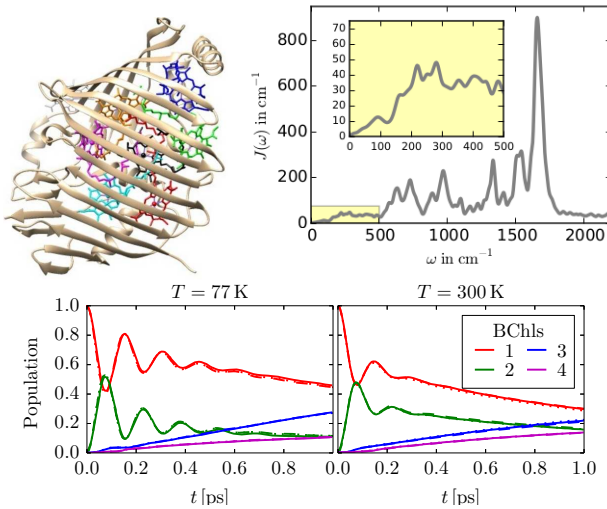 800
600
400
200
0
J(ω) in cm⁻¹
70
60
50
40
30
20
10
0
0 100 200 300 400 500
0 500 1000 1500 2000
ω in cm⁻¹
T = 77 K
T = 300 K
Population
1.0
0.8
0.6
0.4
0.2
0.0
BChls
1 3
2 4
0.0 0.2 0.4 0.6 0.8
0.0 0.2 0.4 0.6 0.8 1.0
t [ps]
t [ps]